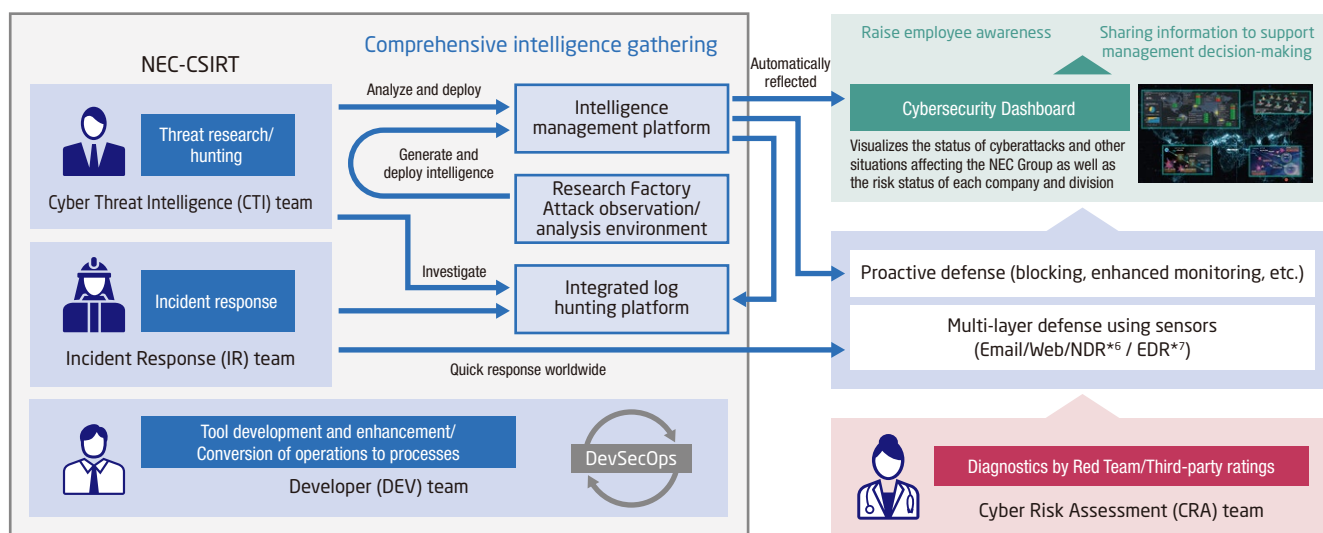 Comprehensive intelligence gathering
NEC-CSIRT
Threat research/
hunting
Cyber Threat Intelligence (CTI) team
Analyze and deploy
Intelligence
management platform
Generate and
deploy intelligence
Research Factory
Attack observation/
analysis environment
Incident response
Incident Response (IR) team
Investigate
Integrated log
hunting platform
Quick response worldwide
Tool development and enhancement/
Conversion of operations to processes
Developer (DEV) team
DevSecOps
Automatically
reflected
Raise employee awareness
Sharing information to support
management decision-making
Cybersecurity Dashboard
Visualizes the status of cyberattacks and other
situations affecting the NEC Group as well as
the risk status of each company and division
Proactive defense (blocking, enhanced monitoring, etc.)
Multi-layer defense using sensors
(Email/Web/NDR*6 / EDR*7)
Diagnostics by Red Team/Third-party ratings
Cyber Risk Assessment (CRA) team